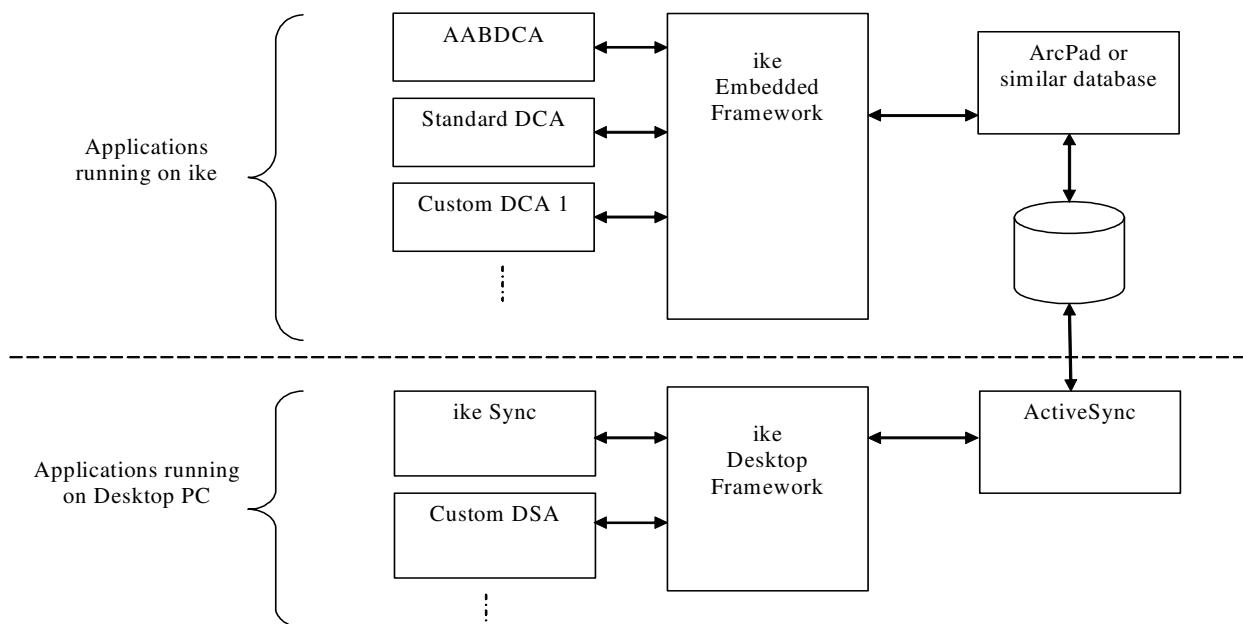 AABDCA
Standard DCA
Custom DCA 1
Applications
running on ike
ike
Embedded
Framework
ArcPad or
similar database
ike Sync
Custom DSA
Applications running
on Desktop PC
ike
Desktop
Framework
ActiveSync